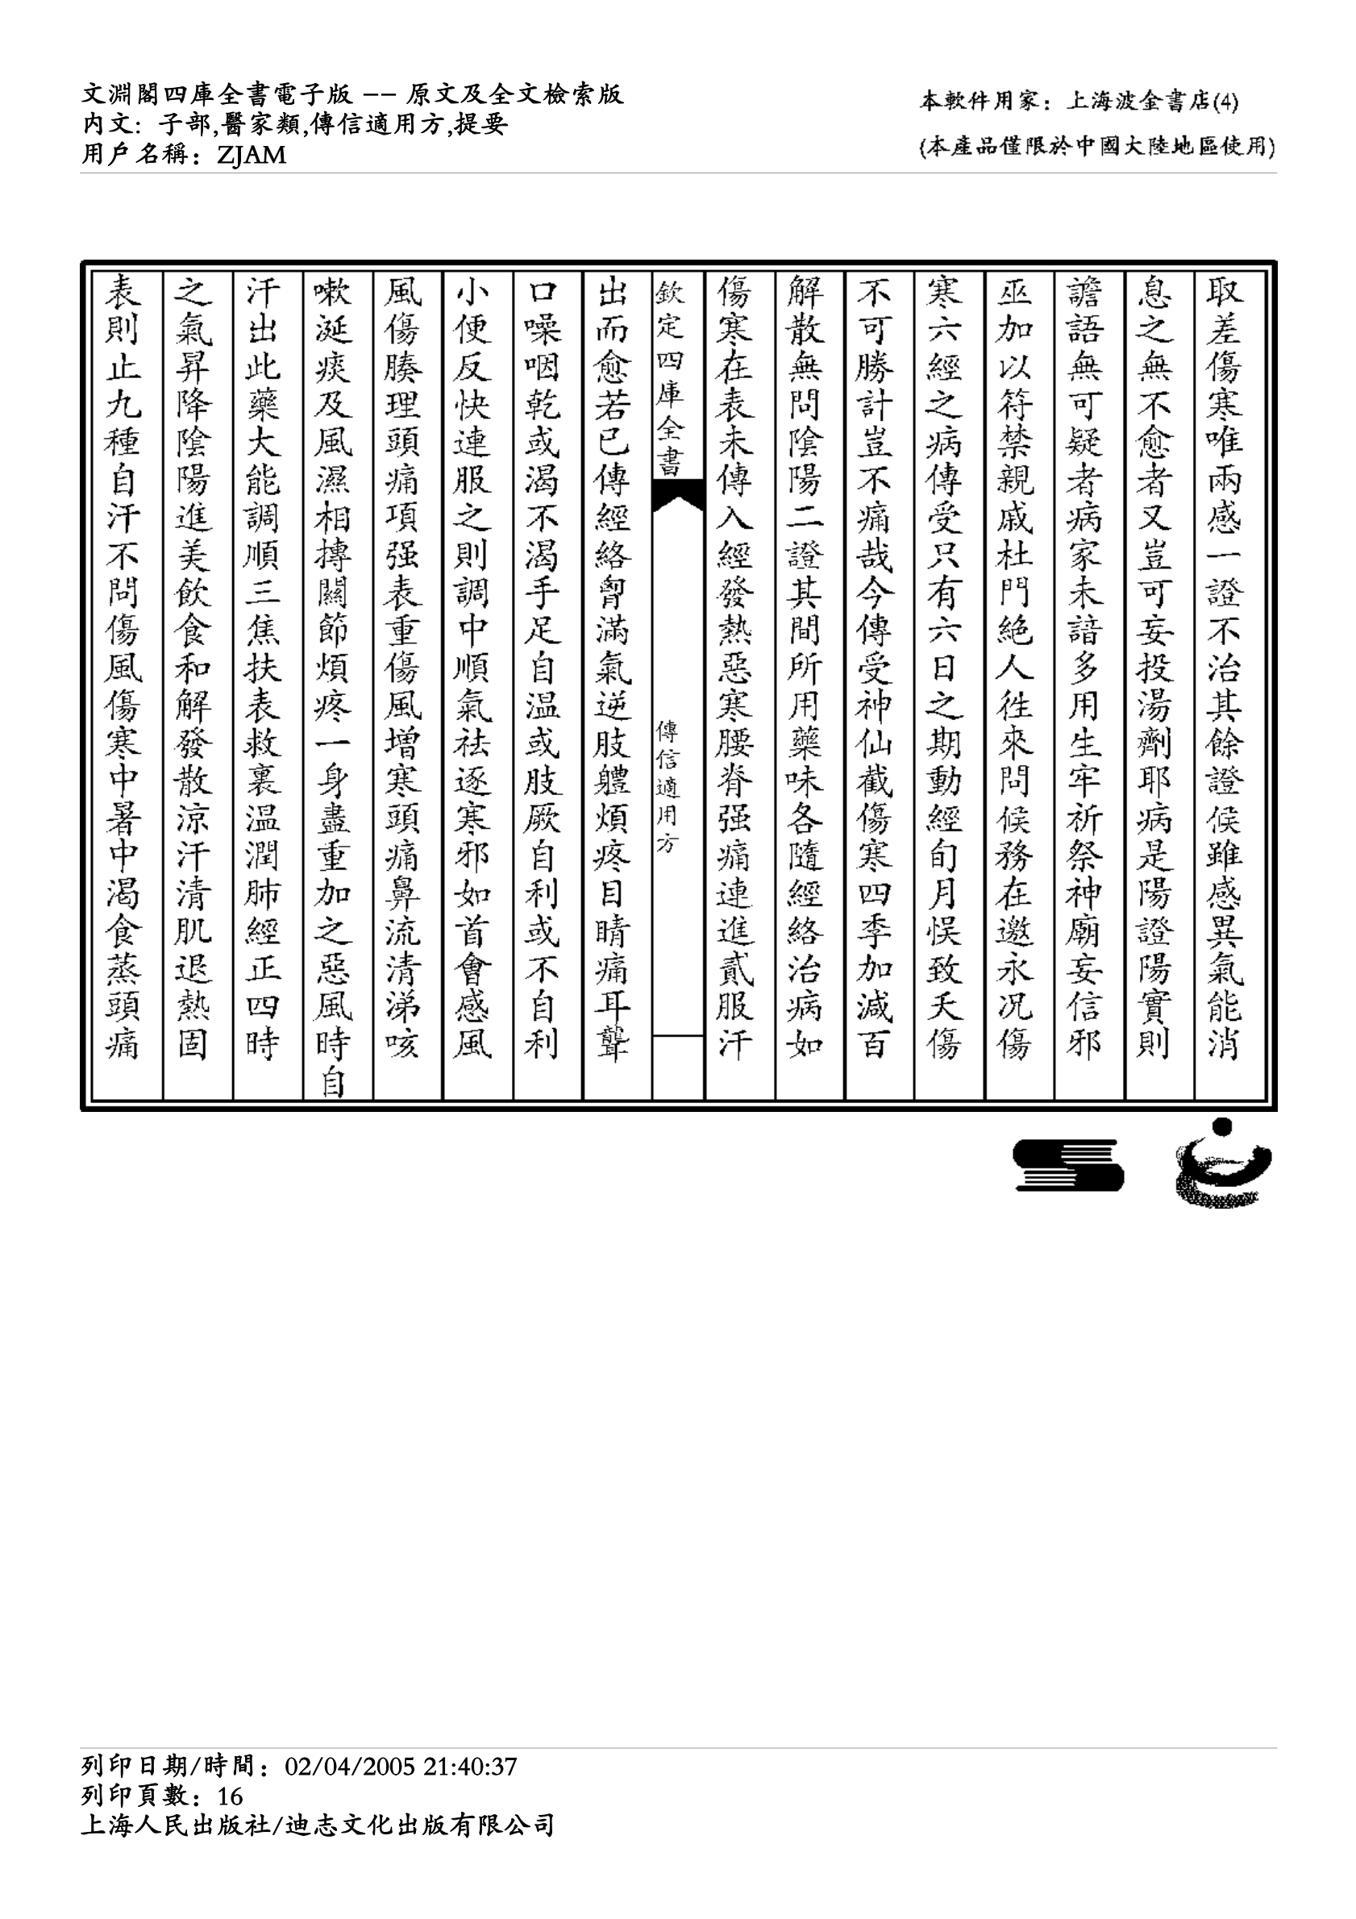 文淵閣四庫全書電子版 -- 原文及全文檢索版
內文: 子部,醫家類,傳信適用方,提要
用戶名稱: ZJAM
本軟件用家: 上海波金書店(4)
(本產品僅限於中國大陸地區使用)
取差傷寒唯兩感一證不治其餘證候雖感異氣能消
息之無不愈者又豈可妄投湯劑耶病是陽證陽實則
譫語無可疑者病家未諳多用生牢祈祭神廟妄信邪
巫加以符禁親戚杜門絶人徃來問候務在邀永况傷
寒六經之病傳受只有六日之期動經旬月悮致夭傷
不可勝計豈不痛哉今傳受神仙截傷寒四季加減百
解散無問陰陽二證其間所用藥味各隨經絡治病如
傷寒在表未傳入經發熱惡寒腰脊强痛連進貳服汗
欽定四庫全書
傳信適用方
出而愈若已傳經絡胷滿氣逆肢軆煩疼目睛痛耳聾
口噪咽乾或渴不渴手足自温或肢厥自利或不自利
小便反快連服之則調中順氣祛逐寒邪如首會感風
風傷腠理頭痛項强表重傷風増寒頭痛鼻流清涕咳
嗽涎痰及風濕相摶關節煩疼一身盡重加之惡風時自
汗出此藥大能調順三焦扶表救裏温潤肺經正四時
之氣昇降陰陽進美飲食和解發散涼汗清肌退熱固
表則止九種自汗不問傷風傷寒中暑中渴食蒸頭痛
列印日期/時間: 02/04/2005 21:40:37
列印頁數: 16
上海人民出版社/迪志文化出版有限公司